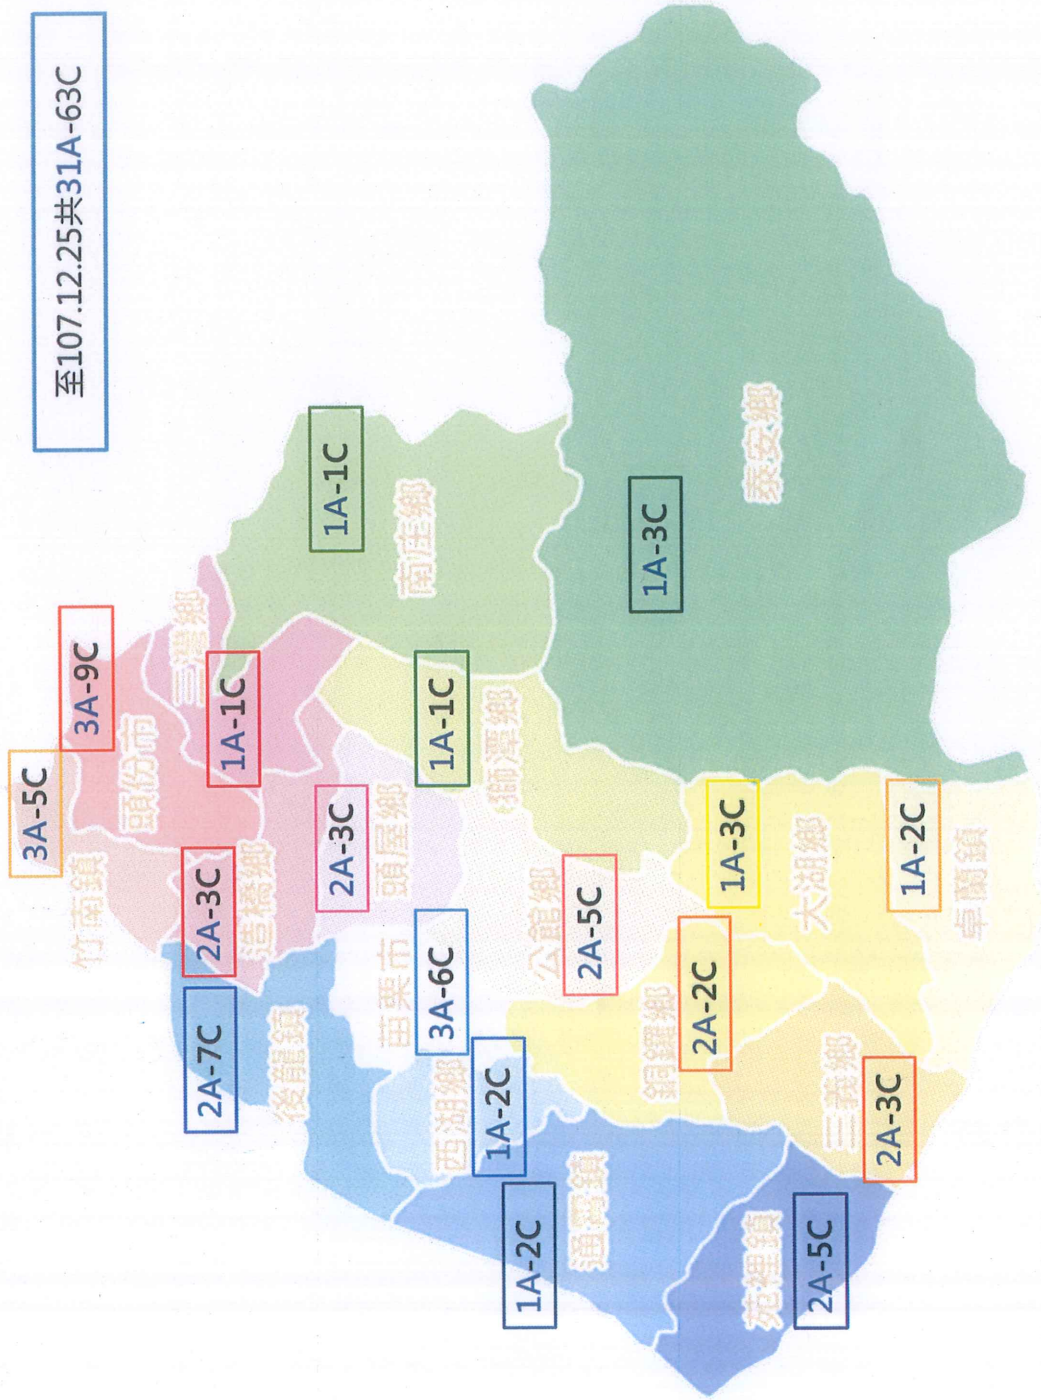 至107.12.25共31A-63C
3A-5C
竹南鎮
3A-9C
頭份市
三灣鄉
1A-1C
2A-3C
造橋鄉
2A-7C
後龍鎮
1A-1C
南庄鄉
2A-3C
頭屋鄉
1A-1C
獅潭鄉
苗栗市
3A-6C
西湖鄉
1A-2C
公館鄉
2A-5C
1A-2C
通霄鎮
銅鑼鄉
2A-2C
1A-3C
大湖鄉
1A-3C
泰安鄉
三義鄉
2A-3C
苑裡鎮
2A-5C
1A-2C
卓蘭鎮